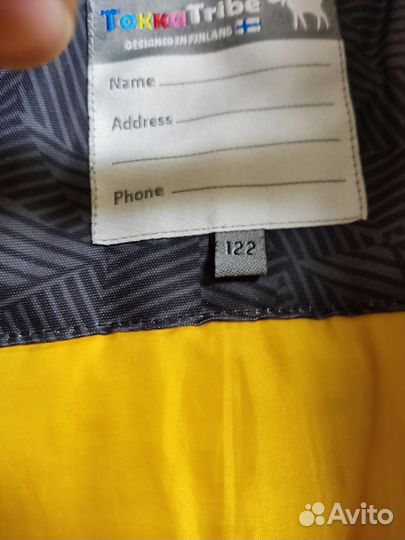 TokkaTribe
DESIGNED IN FINLAND
Name
Address
Phone
122
Avito